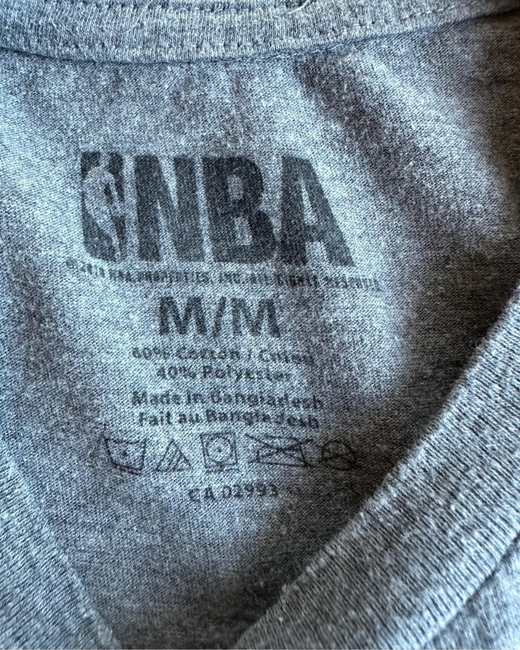 NBA
NBA PROPERTIES, INC. ALL RIGHTS RESERVED
M/M
60% Cotton / Coton
40% Polyester
Made in Bangladesh
Fait au Bangladesh
CA 02993